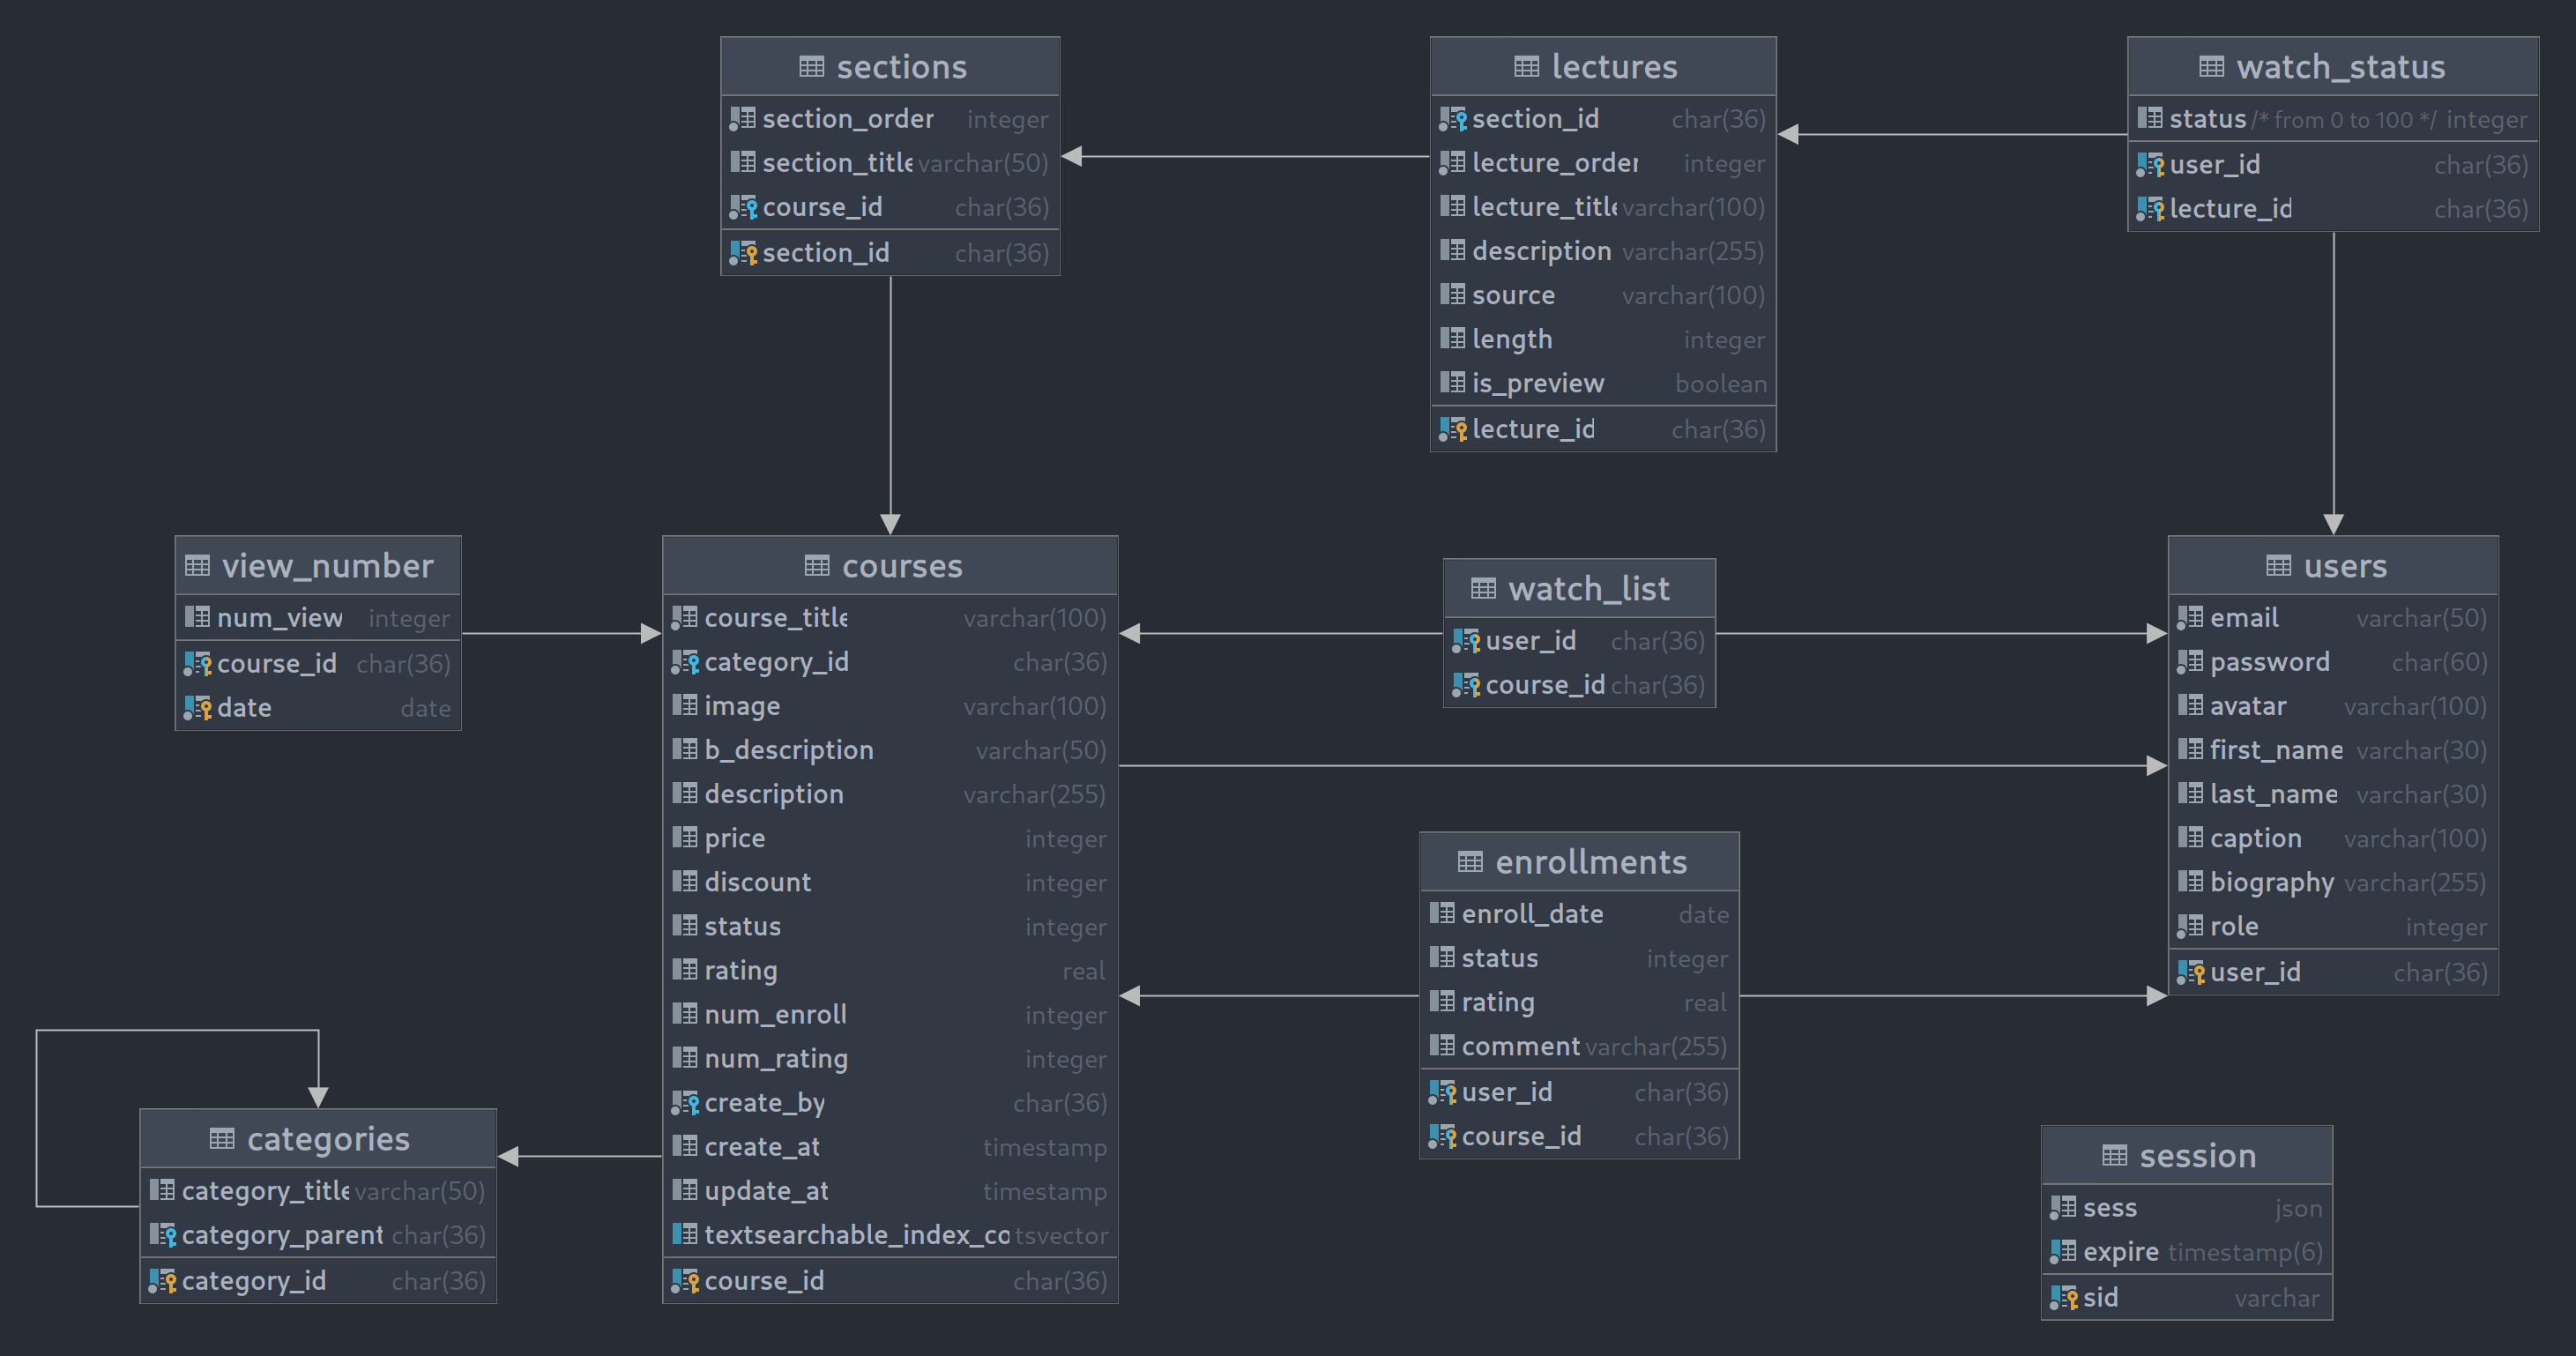 sections
section_order integer
section_title varchar(50)
course_id char(36)
section_id char(36)
lectures
section_id char(36)
lecture_order integer
lecture_title varchar(100)
description varchar(255)
source varchar(100)
length integer
is_preview boolean
lecture_id char(36)
watch_status
status /* from 0 to 100 */ integer
user_id char(36)
lecture_id char(36)
view_number
num_view integer
course_id char(36)
date date
courses
course_title varchar(100)
category_id char(36)
image varchar(100)
b_description varchar(50)
description varchar(255)
price integer
discount integer
status integer
rating real
num_enroll integer
num_rating integer
create_by char(36)
create_at timestamp
update_at timestamp
textsearchable_index_co tsvector
course_id char(36)
watch_list
user_id char(36)
course_id char(36)
users
email varchar(50)
password char(60)
avatar varchar(100)
first_name varchar(30)
last_name varchar(30)
caption varchar(100)
biography varchar(255)
role integer
user_id char(36)
enrollments
enroll_date date
status integer
rating real
comment varchar(255)
user_id char(36)
course_id char(36)
categories
category_title varchar(50)
category_parent char(36)
category_id char(36)
session
sess json
expire timestamp(6)
sid varchar